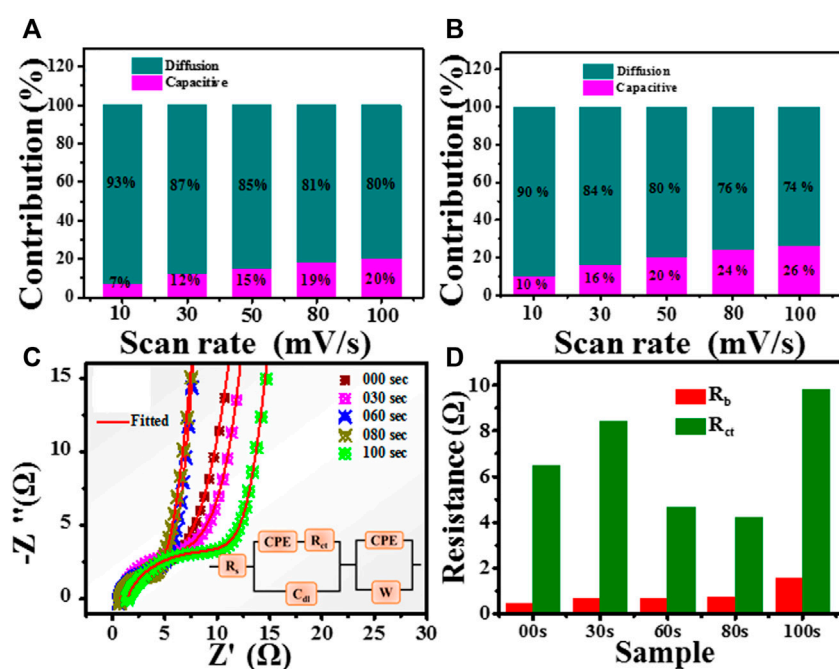 A
Contribution (%)
Diffusion
Capacitive
100
80
60
40
20
0
93%
87%
85%
81%
80%
7%
12%
15%
19%
20%
10
30
50
80
100
Scan rate (mV/s)
B
Contribution (%)
Diffusion
Capacitive
100
80
60
40
20
0
90 %
84 %
80 %
76 %
74 %
10 %
16 %
20 %
24 %
26 %
10
30
50
80
100
Scan rate (mV/s)
C
-Z "(Ω)
15
10
5
0
Fitted
000 sec
030 sec
060 sec
080 sec
100 sec
CPE
Rct
CPE
Rs
Cdl
W
0
5
10
15
20
25
30
Z' (Ω)
D
Resistance (Ω)
10
8
6
4
2
0
Rb
Rct
00s
30s
60s
80s
100s
Sample